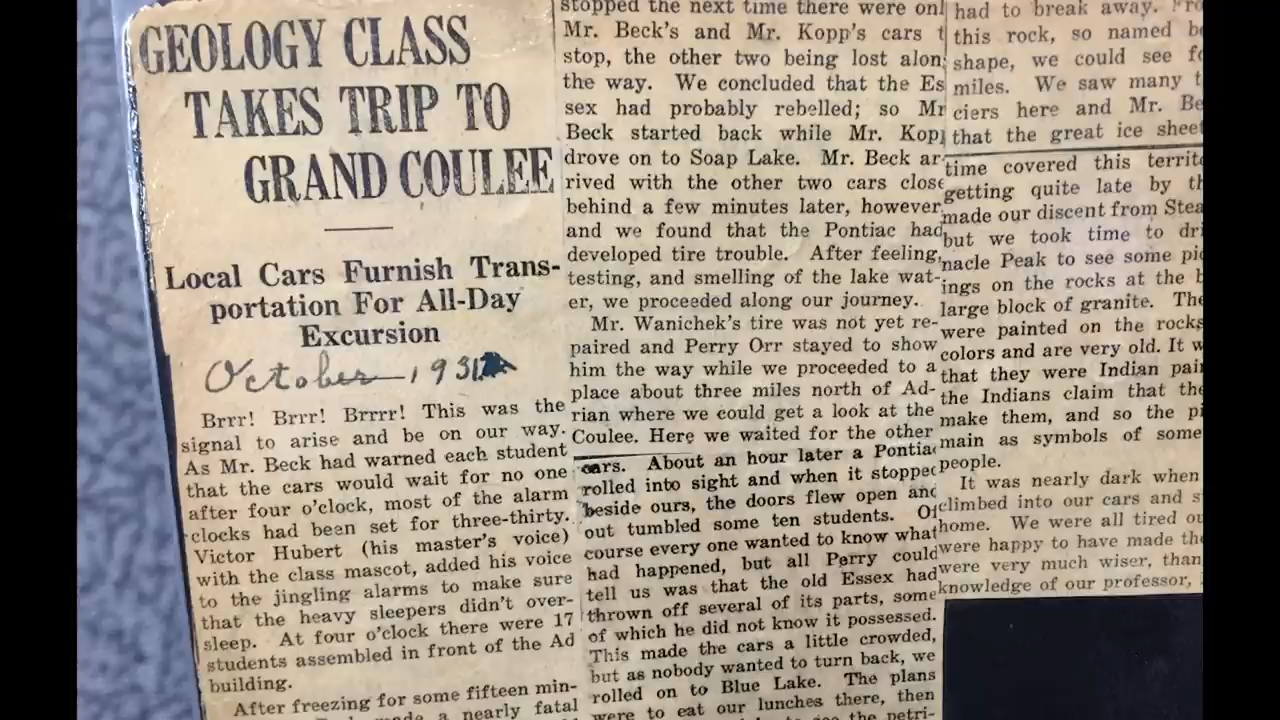 GEOLOGY CLASS
TAKES TRIP TO
GRAND COULEE
Local Cars Furnish Trans-
portation For All-Day
Excursion
October 1931
Brrr! Brrr! Brrrr! This was the
signal to arise and be on our way.
As Mr. Beck had warned each student
that the cars would wait for no one
after four o'clock, most of the alarm
clocks had been set for three-thirty.
Victor Hubert (his master's voice)
with the class mascot, added his voice
to the jingling alarms to make sure
that the heavy sleepers didn't over-
sleep. At four o'clock there were 17
students assembled in front of the Ad
building.
After freezing for some fifteen min-
made a nearly fatal
stopped the next time there were onl
Mr. Beck's and Mr. Kopp's cars t
stop, the other two being lost alon
the way. We concluded that the Es
sex had probably rebelled; so Mr
Beck started back while Mr. Kop
drove on to Soap Lake. Mr. Beck ar-
rived with the other two cars close
behind a few minutes later, however,
and we found that the Pontiac had
developed tire trouble. After feeling,
testing, and smelling of the lake wat-
er, we proceeded along our journey.
Mr. Wanichek's tire was not yet re-
paired and Perry Orr stayed to show
him the way while we proceeded to a
place about three miles north of Ad-
rian where we could get a look at the
Coulee. Here we waited for the other
cars. About an hour later a Pontiac
rolled into sight and when it stopped
beside ours, the doors flew open and
out tumbled some ten students. Of
course every one wanted to know what
had happened, but all Perry could
tell us was that the old Essex had
thrown off several of its parts, some
of which he did not know it possessed.
This made the cars a little crowded,
but as nobody wanted to turn back, we
rolled on to Blue Lake. The plans
were to eat our lunches there, then
the petri-
had to break away. Fro
this rock, so named b
shape, we could see f
miles. We saw many t
ciers here and Mr. Be
that the great ice sheet
time covered this territo
getting quite late by th
made our discent from Stea
but we took time to dri
nacle Peak to see some pic
ings on the rocks at the b
large block of granite. The
were painted on the rocks
colors and are very old. It w
that they were Indian pain
the Indians claim that the
make them, and so the pi
main as symbols of some
people.
It was nearly dark when
climbed into our cars and s
home. We were all tired ou
were happy to have made the
were very much wiser, than
knowledge of our professor,